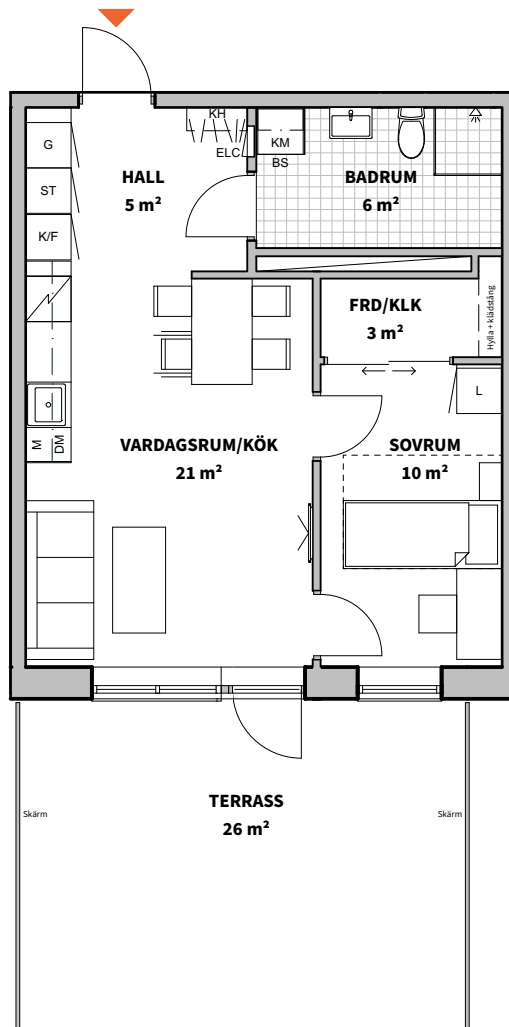 KH
G
ELC
KM
BS
HALL
5 m²
BADRUM
6 m²
ST
K/F
FRD/KLK
3 m²
Hylla + klädstång
L
M
DM
VARDAGSRUM/KÖK
21 m²
SOVRUM
10 m²
TERRASS
26 m²
Skärm
Skärm